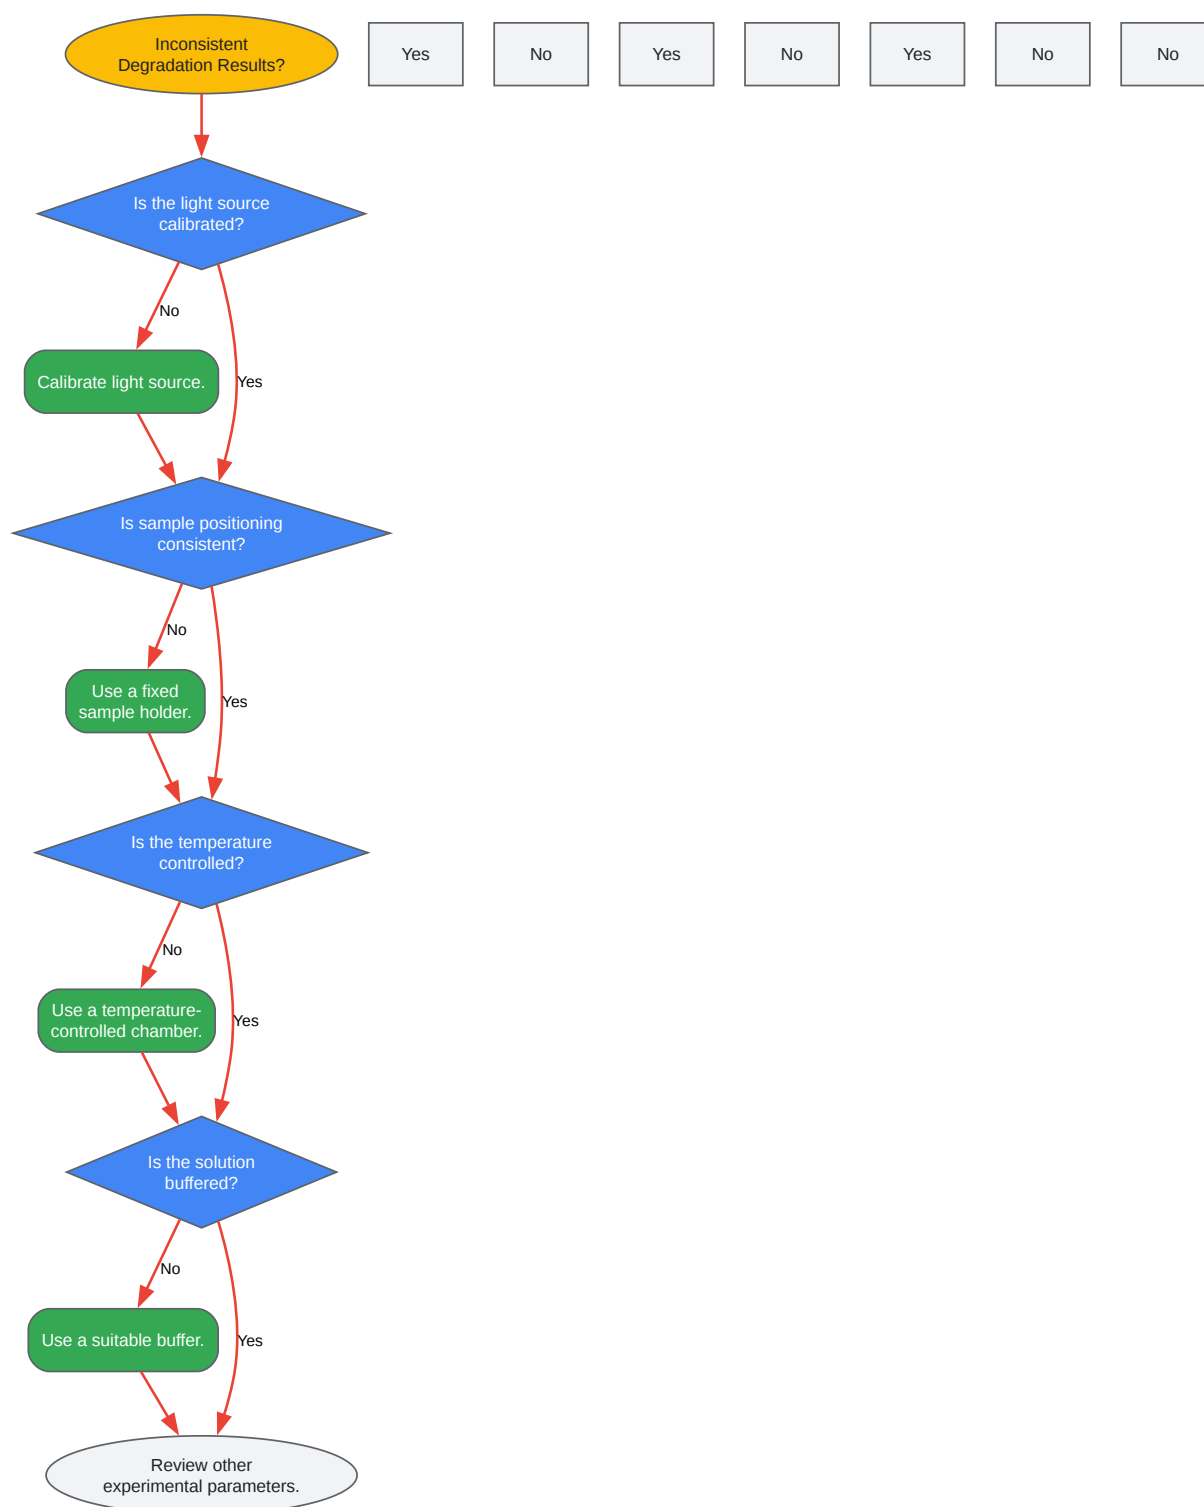 Inconsistent
Degradation Results?
Yes
No
Yes
No
Yes
No
No
Is the light source
calibrated?
No
Calibrate light source.
Yes
Is sample positioning
consistent?
No
Use a fixed
sample holder.
Yes
Is the temperature
controlled?
No
Use a temperature-
controlled chamber.
Yes
Is the solution
buffered?
No
Use a suitable buffer.
Yes
Review other
experimental parameters.